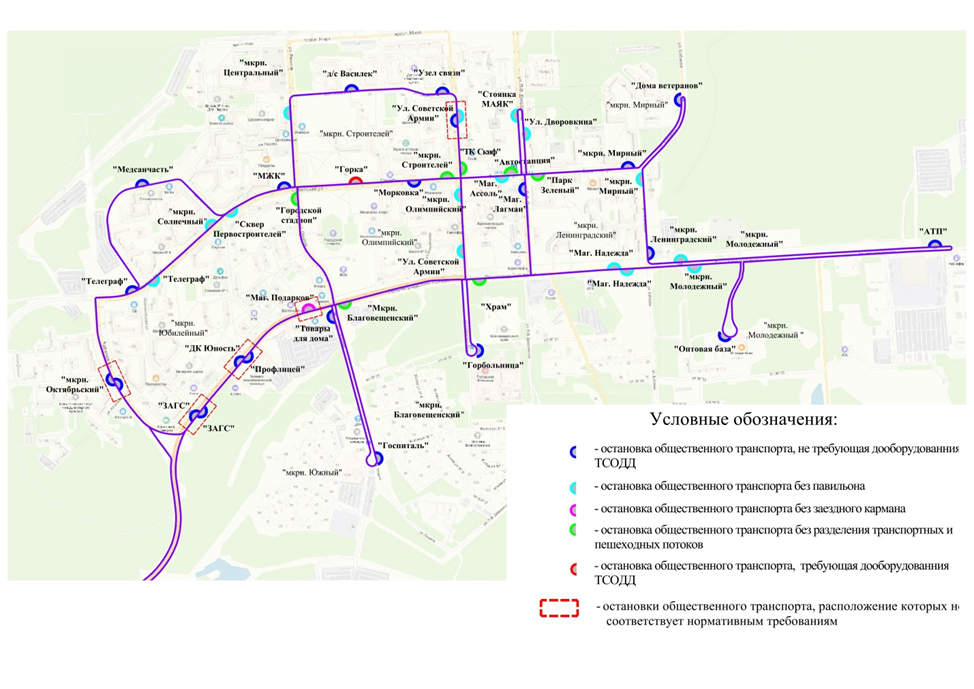 "мкрн.
Центральный"
"д/с Василек"
"Узел связи"
"Стоянка
МАЯК"
"Дома ветеранов"
"мкрн. Мирный"
"Ул. Советской
Армии"
"Ул. Дворовкина"
"мкрн. Строителей"
"мкрн.
Строителей"
"ТК Скиф"
"Автостанция"
"мкрн. Мирный"
"Медсанчасть"
"МЖК"
"Горка"
"Морковка"
"Маг.
Ассоль"
"Парк
Зеленый"
"мкрн.
Мирный"
"мкрн.
Олимпийский"
"Маг.
Лагман"
"мкрн.
Солнечный"
"Сквер
Первостроителей"
"Городской
стадион"
"мкрн.
Олимпийский"
"мкрн.
Ленинградский"
"мкрн.
Ленинградский"
"мкрн.
Молодежный"
"АТП"
"Ул. Советской
Армии"
"Маг. Надежда"
"Телеграф"
"Телеграф"
"Маг. Надежда"
"мкрн.
Молодежный"
"Маг. Подарков"
"Мкрн.
Благовещенский"
"Храм"
"мкрн.
Юбилейный"
"Товары
для дома"
"мкрн.
Молодежный"
"ДК Юность"
"Оптовая база"
"Профлицей"
"Горбольница"
"мкрн.
Октябрьский"
"ЗАГС"
"ЗАГС"
"мкрн.
Благовещенский"
"Госпиталь"
"мкрн. Южный"
Условные обозначения:
- остановка общественного транспорта, не требующая дооборудования
ТСОДД
- остановка общественного транспорта без павильона
- остановка общественного транспорта без заездного кармана
- остановка общественного транспорта без разделения транспортных и
пешеходных потоков
- остановка общественного транспорта, требующая дооборудованния
ТСОДД
- остановки общественного транспорта, расположение которых н
соответствует нормативным требованиям